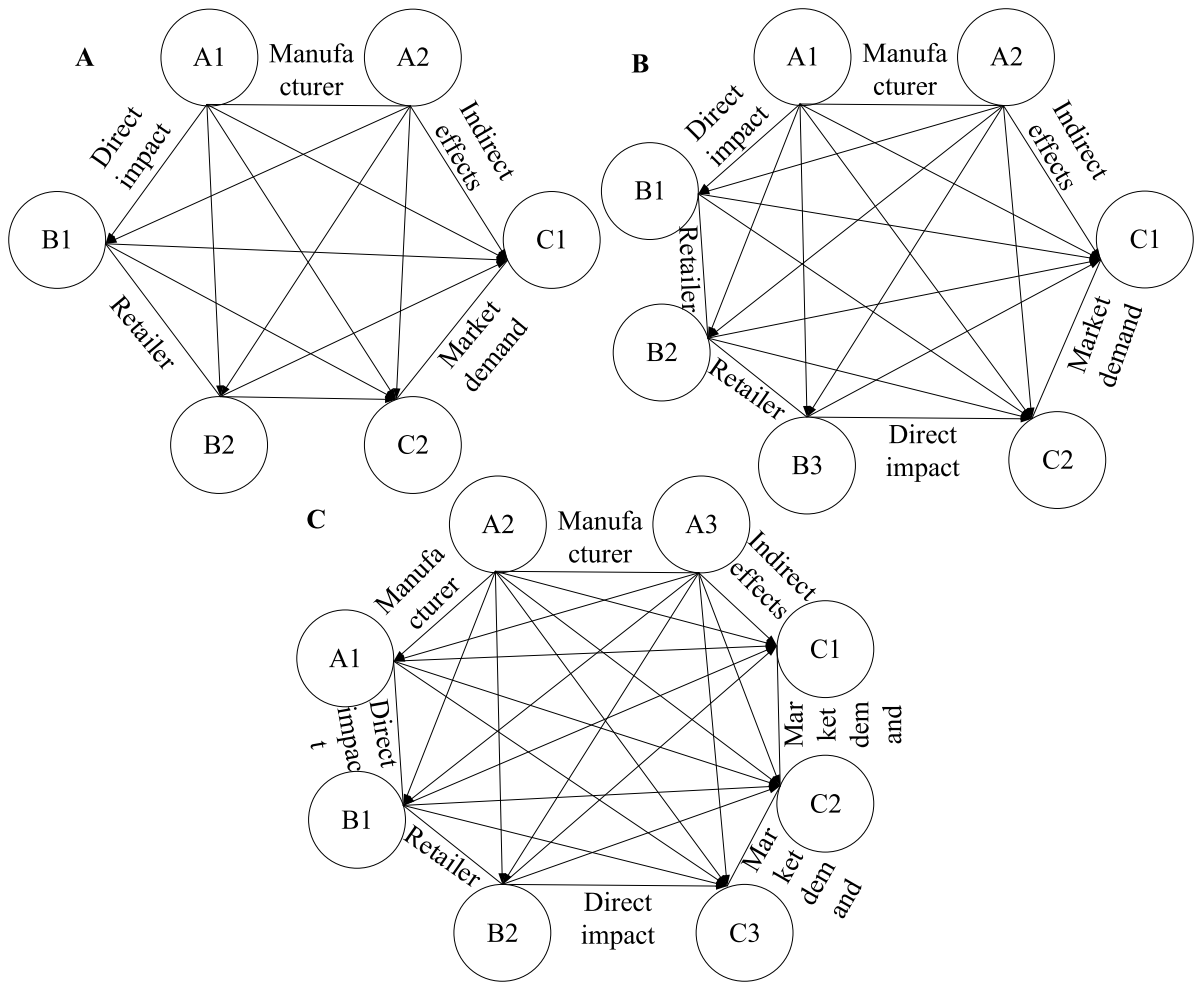 A
A1
Manufa
cturer
A2
Direct
impact
Indirect
effects
B1
C1
Retailer
Market
demand
B2
C2
B
A1
Manufa
cturer
A2
Direct
impact
Indirect
effects
B1
C1
Retailer
B2
Market
demand
Retailer
B3
Direct
impact
C2
C
A2
Manufa
cturer
A3
Manufa
cturer
Indirect
effects
A1
C1
Direct
impac
t
Mar
ket
dem
and
B1
C2
Retailer
Mar
ket
dem
and
B2
Direct
impact
C3